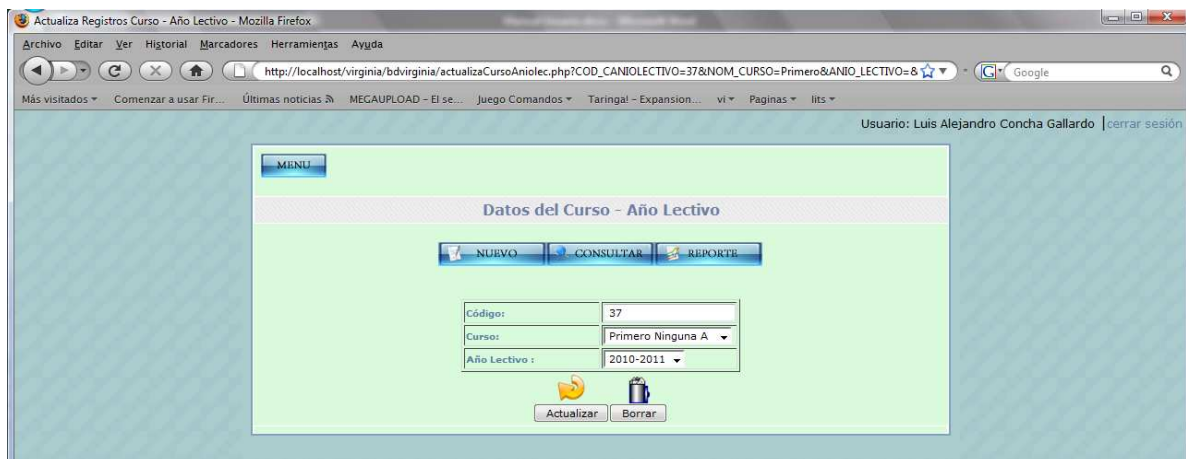 Actualiza Registros Curso - Año Lectivo - Mozilla Firefox
Archivo Editar Ver Historial Marcadores Herramientas Ayuda
http://localhost/virginia/bdvirginia/actualizaCursoAniolec.php?COD_CANIOLECTIVO=37&NOM_CURSO=Primero&ANIO_LECTIVO=8 Google
Más visitados Comenzar a usar Fir... Últimas noticias MEGAUPLOAD - El se... Juego Comandos Taringa! - Expansion... vi Paginas lits
Usuario: Luis Alejandro Concha Gallardo |cerrar sesión
MENU
Datos del Curso - Año Lectivo
NUEVO CONSULTAR REPORTE
Código: 37
Curso: Primero Ninguna A
Año Lectivo : 2010-2011
Actualizar Borrar